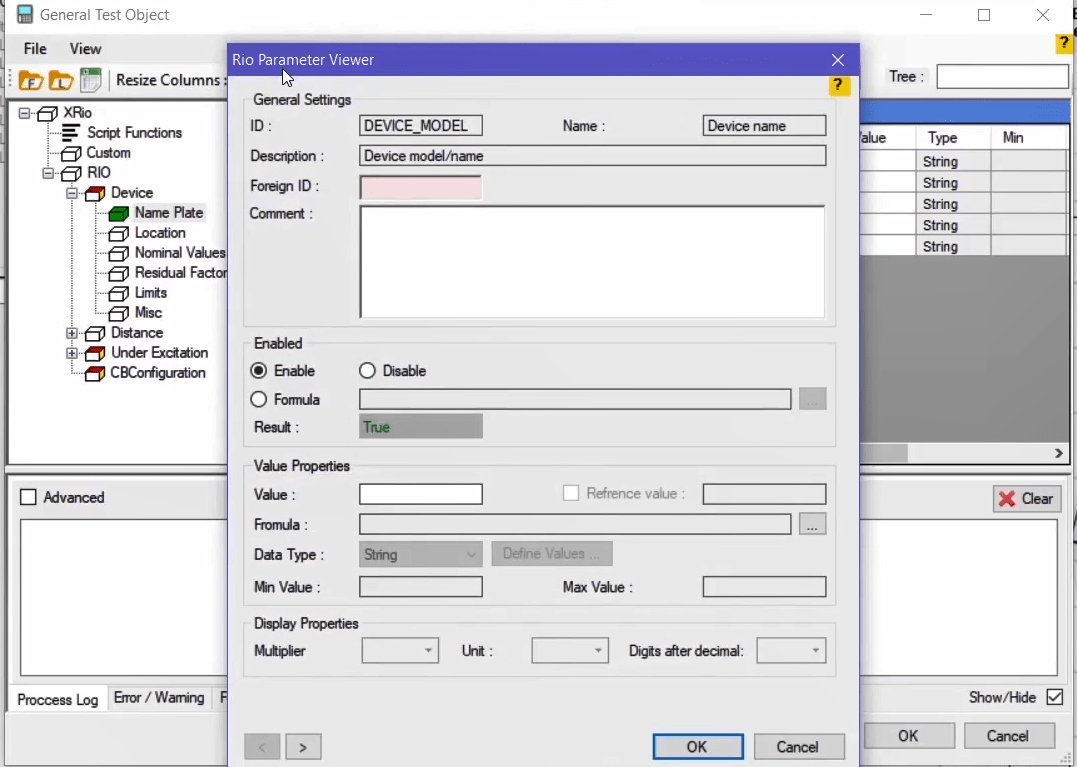 General Test Object
File View
?
F L Resize Columns :
Tree :
XRio
Script Functions
Custom
RIO
Device
Name Plate
Location
Nominal Values
Residual Factor
Limits
Misc
Distance
Under Excitation
CBConfiguration
Rio Parameter Viewer
?
General Settings
ID : DEVICE_MODEL Name : Device name
Description : Device model/name
Foreign ID :
Comment :
Enabled
Enable Disable
Formula ...
Result : True
Value Properties
Value : Refrence value :
Fromula : ...
Data Type : String Define Values ...
Min Value : Max Value :
Display Properties
Multiplier Unit : Digits after decimal:
< > OK Cancel
alue Type Min
String
String
String
String
String
Advanced
Clear
Proccess Log Error / Warning F
Show/Hide
OK Cancel